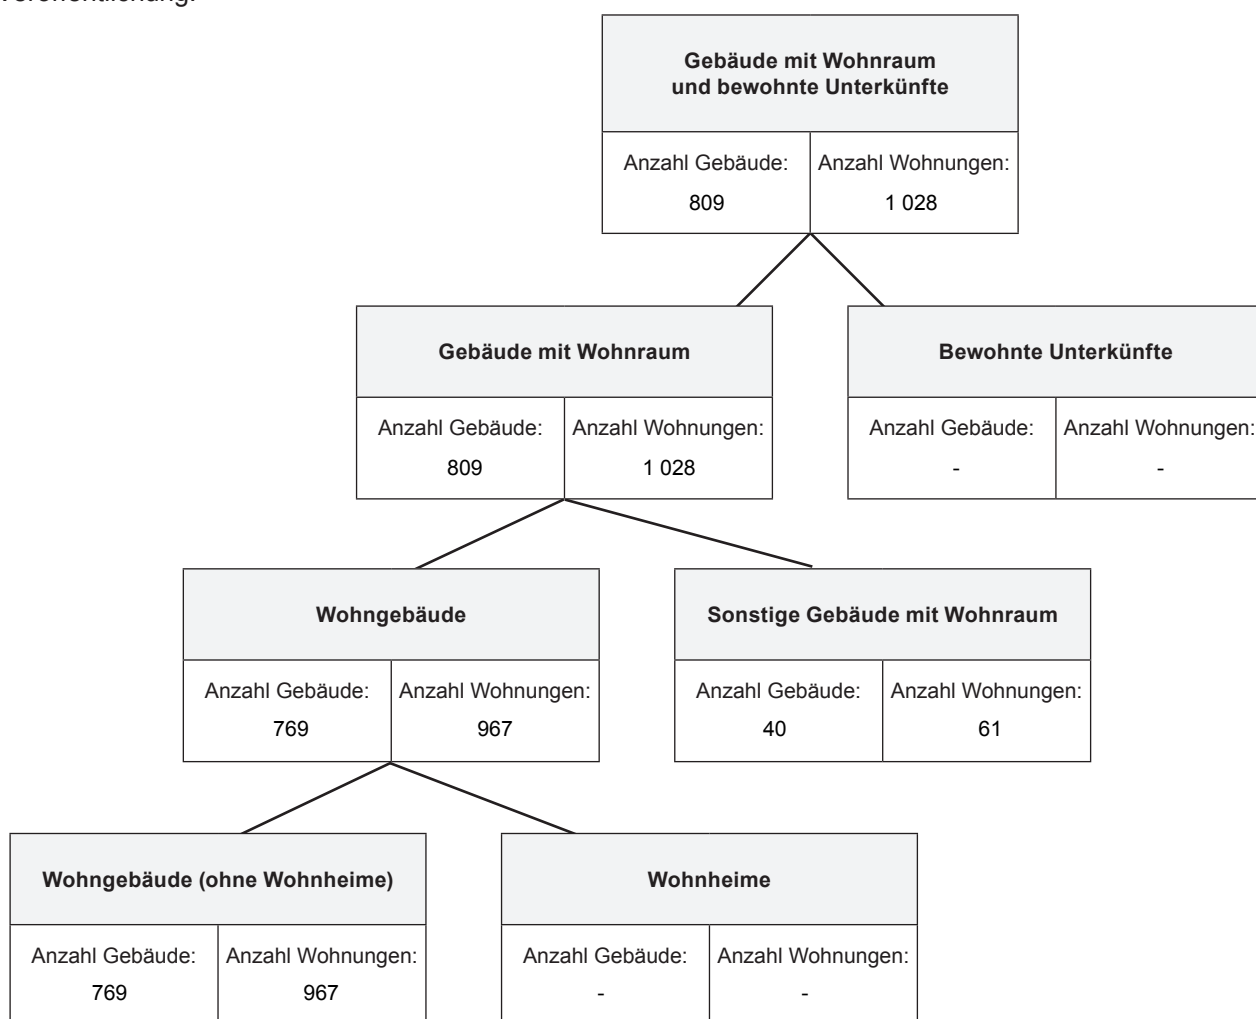 Veröffentlichung.
Gebäude mit Wohnraum
und bewohnte Unterkünfte
Anzahl Gebäude: Anzahl Wohnungen:
809 1 028
Gebäude mit Wohnraum Bewohnte Unterkünfte
Anzahl Gebäude: Anzahl Wohnungen: Anzahl Gebäude: Anzahl Wohnungen:
809 1 028 - -
Wohngebäude Sonstige Gebäude mit Wohnraum
Anzahl Gebäude: Anzahl Wohnungen: Anzahl Gebäude: Anzahl Wohnungen:
769 967 40 61
Wohngebäude (ohne Wohnheime) Wohnheime
Anzahl Gebäude: Anzahl Wohnungen: Anzahl Gebäude: Anzahl Wohnungen:
769 967 - -